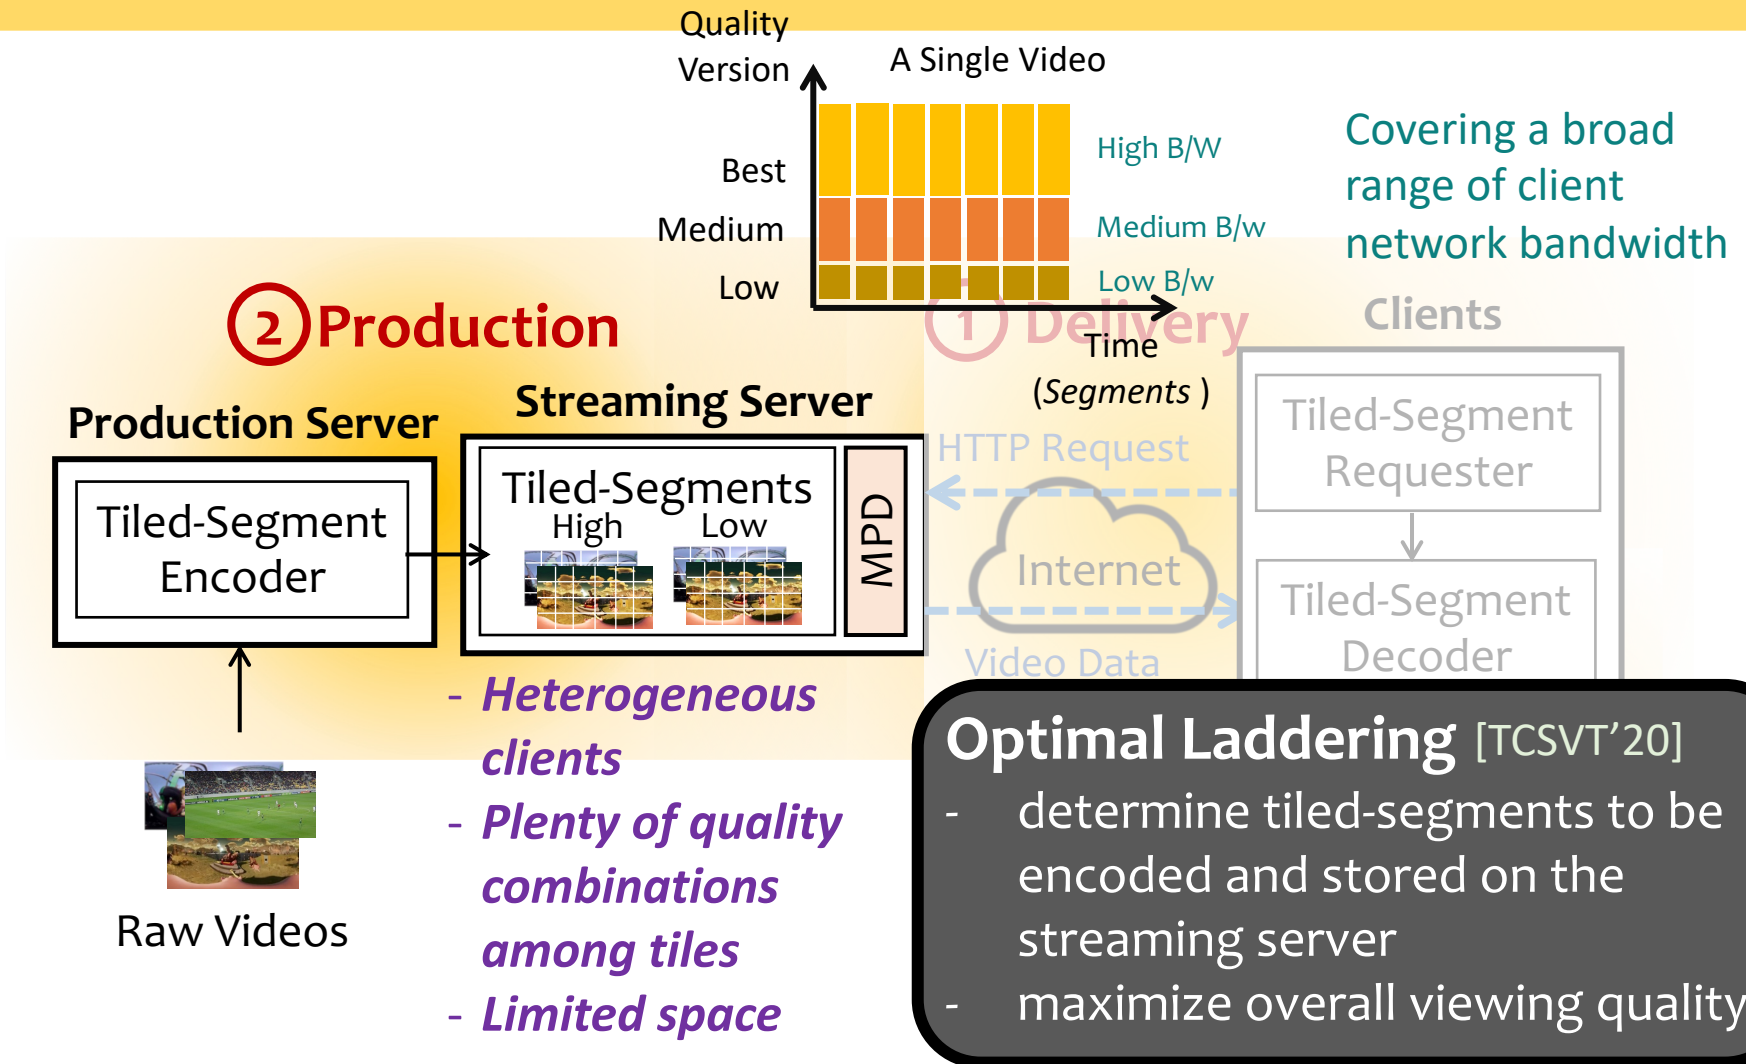 Quality
Version
A Single Video
Best
Medium
Low
High B/W
Medium B/w
Low B/w
Time
(Segments )
Covering a broad
range of client
network bandwidth
2 Production
1 Delivery
Clients
Production Server
Streaming Server
Tiled-Segment
Encoder
Tiled-Segments
High Low
MPD
HTTP Request
Internet
Video Data
Tiled-Segment
Requester
Tiled-Segment
Decoder
Raw Videos
- Heterogeneous
clients
- Plenty of quality
combinations
among tiles
- Limited space
Optimal Laddering [TCSVT’20]
- determine tiled-segments to be
encoded and stored on the
streaming server
- maximize overall viewing quality